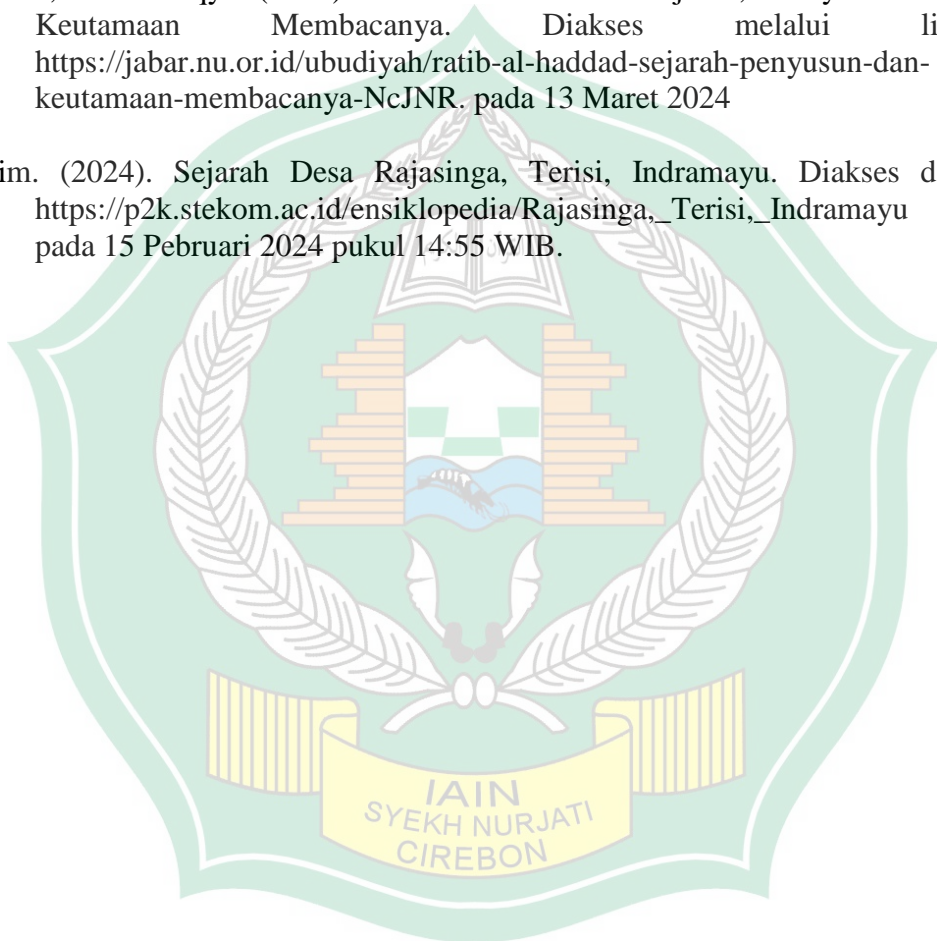 Keutamaan Membacanya. Diakses melalui li
https://jabar.nu.or.id/ubudiyah/ratib-al-haddad-sejarah-penyusun-dan-
keutamaan-membacanya-NcJNR. pada 13 Maret 2024
im. (2024). Sejarah Desa Rajasinga, Terisi, Indramayu. Diakses d
https://p2k.stekom.ac.id/ensiklopedia/Rajasinga,_Terisi,_Indramayu
pada 15 Pebruari 2024 pukul 14:55 WIB.
IAIN
SYEKH NURJATI
CIREBON